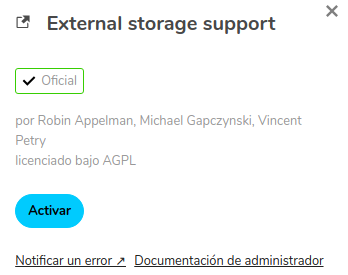 External storage support
Oficial
por Robin Appelman, Michael Gapczynski, Vincent
Petry
licenciado bajo AGPL
Activar
Notificar un error ↗ Documentación de administrador